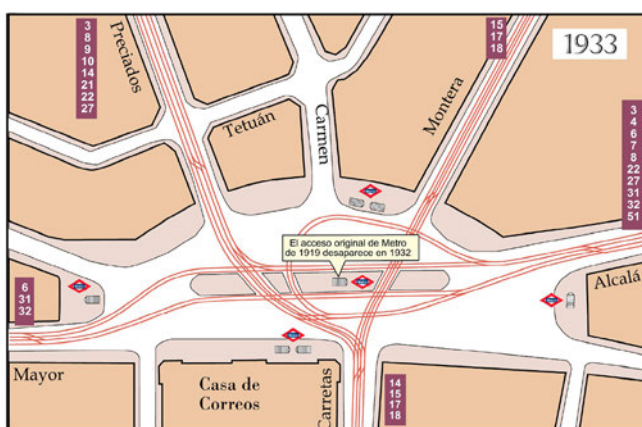 3
8
9
10
14
21
22
27
Preciados
15
17
18
1933
Tetuán
Carmen
Montera
3
4
6
7
8
22
27
31
32
51
El acceso original de Metro
de 1919 desaparece en 1932
6
31
32
Alcalá
Mayor
Casa de
Correos
Carretas
14
15
17
18